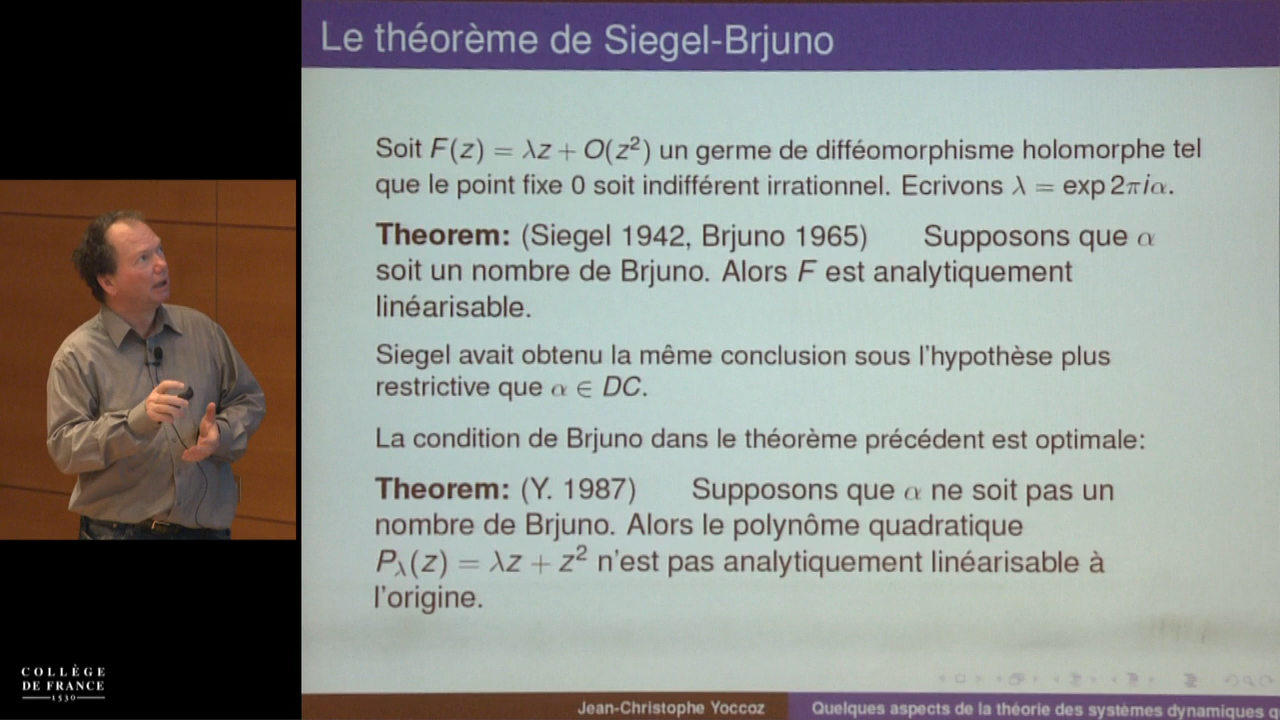 Le théorème de Siegel-Brjuno
Soit F(z) = λz + O(z²) un germe de difféomorphisme holomorphe tel
que le point fixe 0 soit indifférent irrationnel. Ecrivons λ = exp 2πiα.
Theorem: (Siegel 1942, Brjuno 1965) Supposons que α
soit un nombre de Brjuno. Alors F est analytiquement
linéarisable.
Siegel avait obtenu la même conclusion sous l'hypothèse plus
restrictive que α ∈ DC.
La condition de Brjuno dans le théorème précédent est optimale:
Theorem: (Y. 1987) Supposons que α ne soit pas un
nombre de Brjuno. Alors le polynôme quadratique
P_λ(z) = λz + z² n'est pas analytiquement linéarisable à
l'origine.
COLLÈGE
DE FRANCE
1530
Jean-Christophe Yoccoz
Quelques aspects de la théorie des systèmes dynamiques q